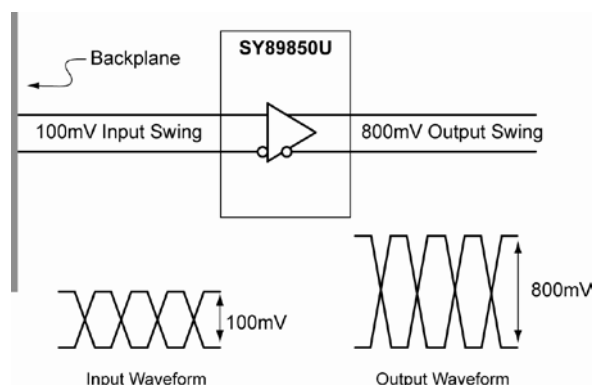 SY89850U
Backplane
100mV Input Swing
800mV Output Swing
100mV
800mV
Input Waveform
Output Waveform